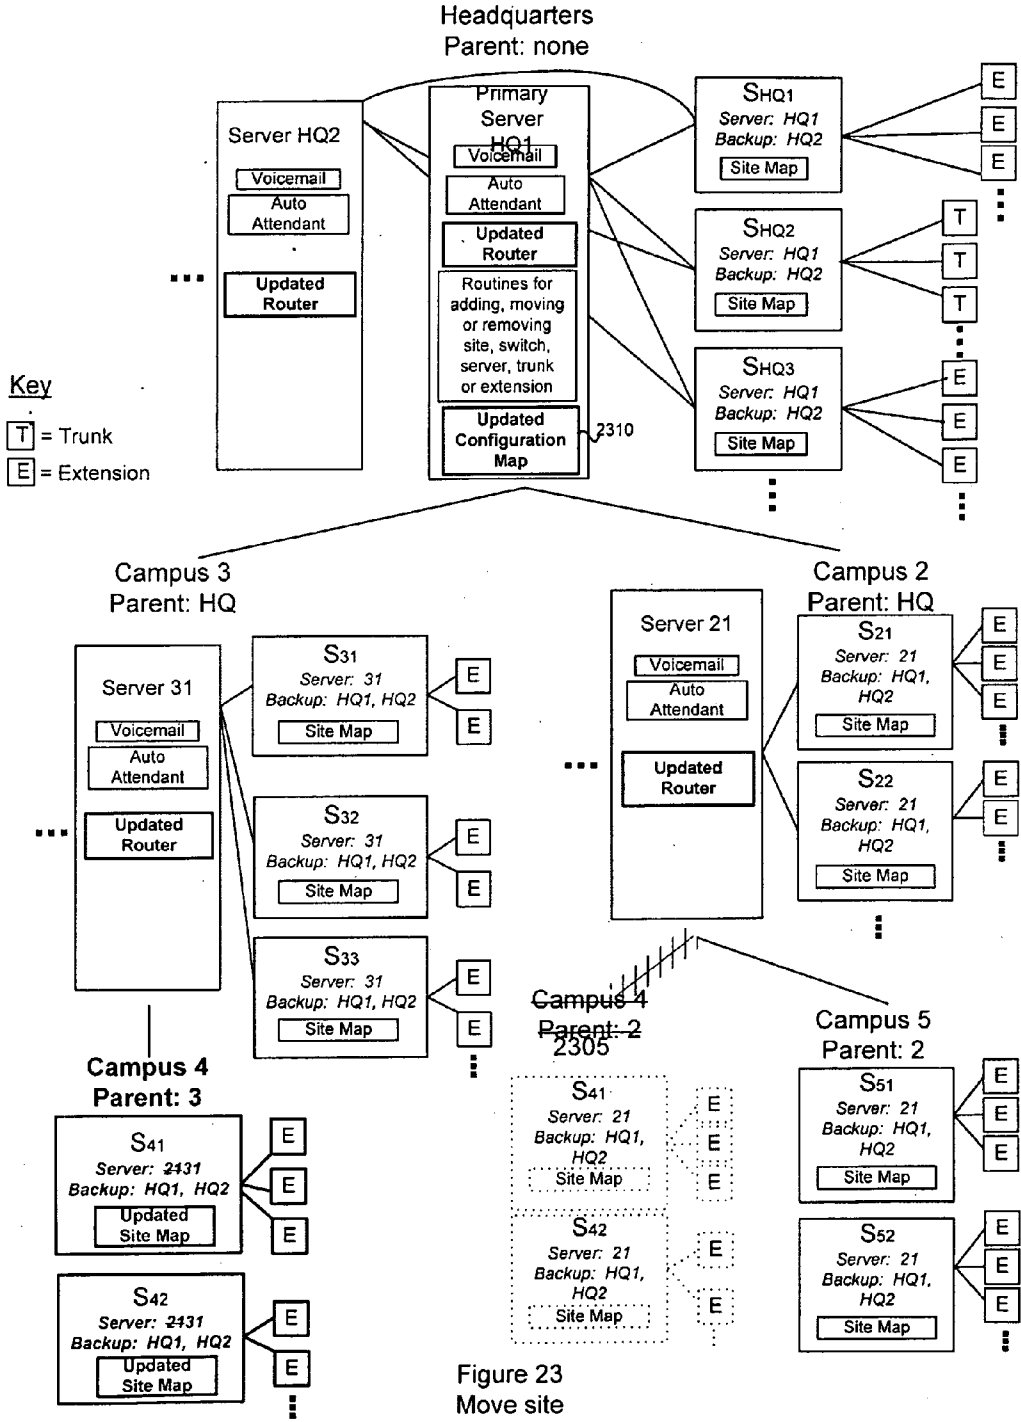 Headquarters
Parent: none
Server HQ2
Voicemail
Auto
Attendant
Updated
Router
Primary
Server
HQ1
Voicemail
Auto
Attendant
Updated
Router
Routines for
adding, moving
or removing
site, switch,
server, trunk
or extension
Updated
Configuration
Map
2310
SHQ1
Server: HQ1
Backup: HQ2
Site Map
E
E
E
SHQ2
Server: HQ1
Backup: HQ2
Site Map
T
T
T
SHQ3
Server: HQ1
Backup: HQ2
Site Map
E
E
E
Key
T = Trunk
E = Extension
Campus 3
Parent: HQ
Server 31
Voicemail
Auto
Attendant
Updated
Router
S31
Server: 31
Backup: HQ1, HQ2
Site Map
E
E
S32
Server: 31
Backup: HQ1, HQ2
Site Map
E
E
S33
Server: 31
Backup: HQ1, HQ2
Site Map
E
E
Campus 2
Parent: HQ
Server 21
Voicemail
Auto
Attendant
Updated
Router
S21
Server: 21
Backup: HQ1,
HQ2
Site Map
E
E
E
S22
Server: 21
Backup: HQ1,
HQ2
Site Map
E
E
Campus 4
Parent: 3
S41
Server: 2131
Backup: HQ1, HQ2
Updated
Site Map
E
E
E
S42
Server: 2131
Backup: HQ1, HQ2
Updated
Site Map
E
E
Campus 4
Parent: 2
2305
S41
Server: 21
Backup: HQ1,
HQ2
Site Map
E
E
E
S42
Server: 21
Backup: HQ1,
HQ2
Site Map
E
E
Campus 5
Parent: 2
S51
Server: 21
Backup: HQ1,
HQ2
Site Map
E
E
E
S52
Server: 21
Backup: HQ1,
HQ2
Site Map
E
E
E
Figure 23
Move site